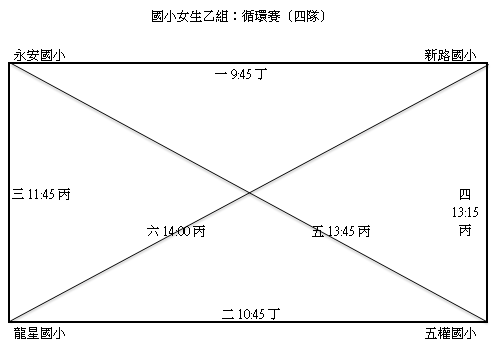 國小女生乙組：循環賽〔四隊〕
永安國小
新路國小
一 9:45 丁
三 11:45 丙
四
13:15
丙
六 14:00 丙
五 13:45 丙
二 10:45 丁
龍星國小
五權國小